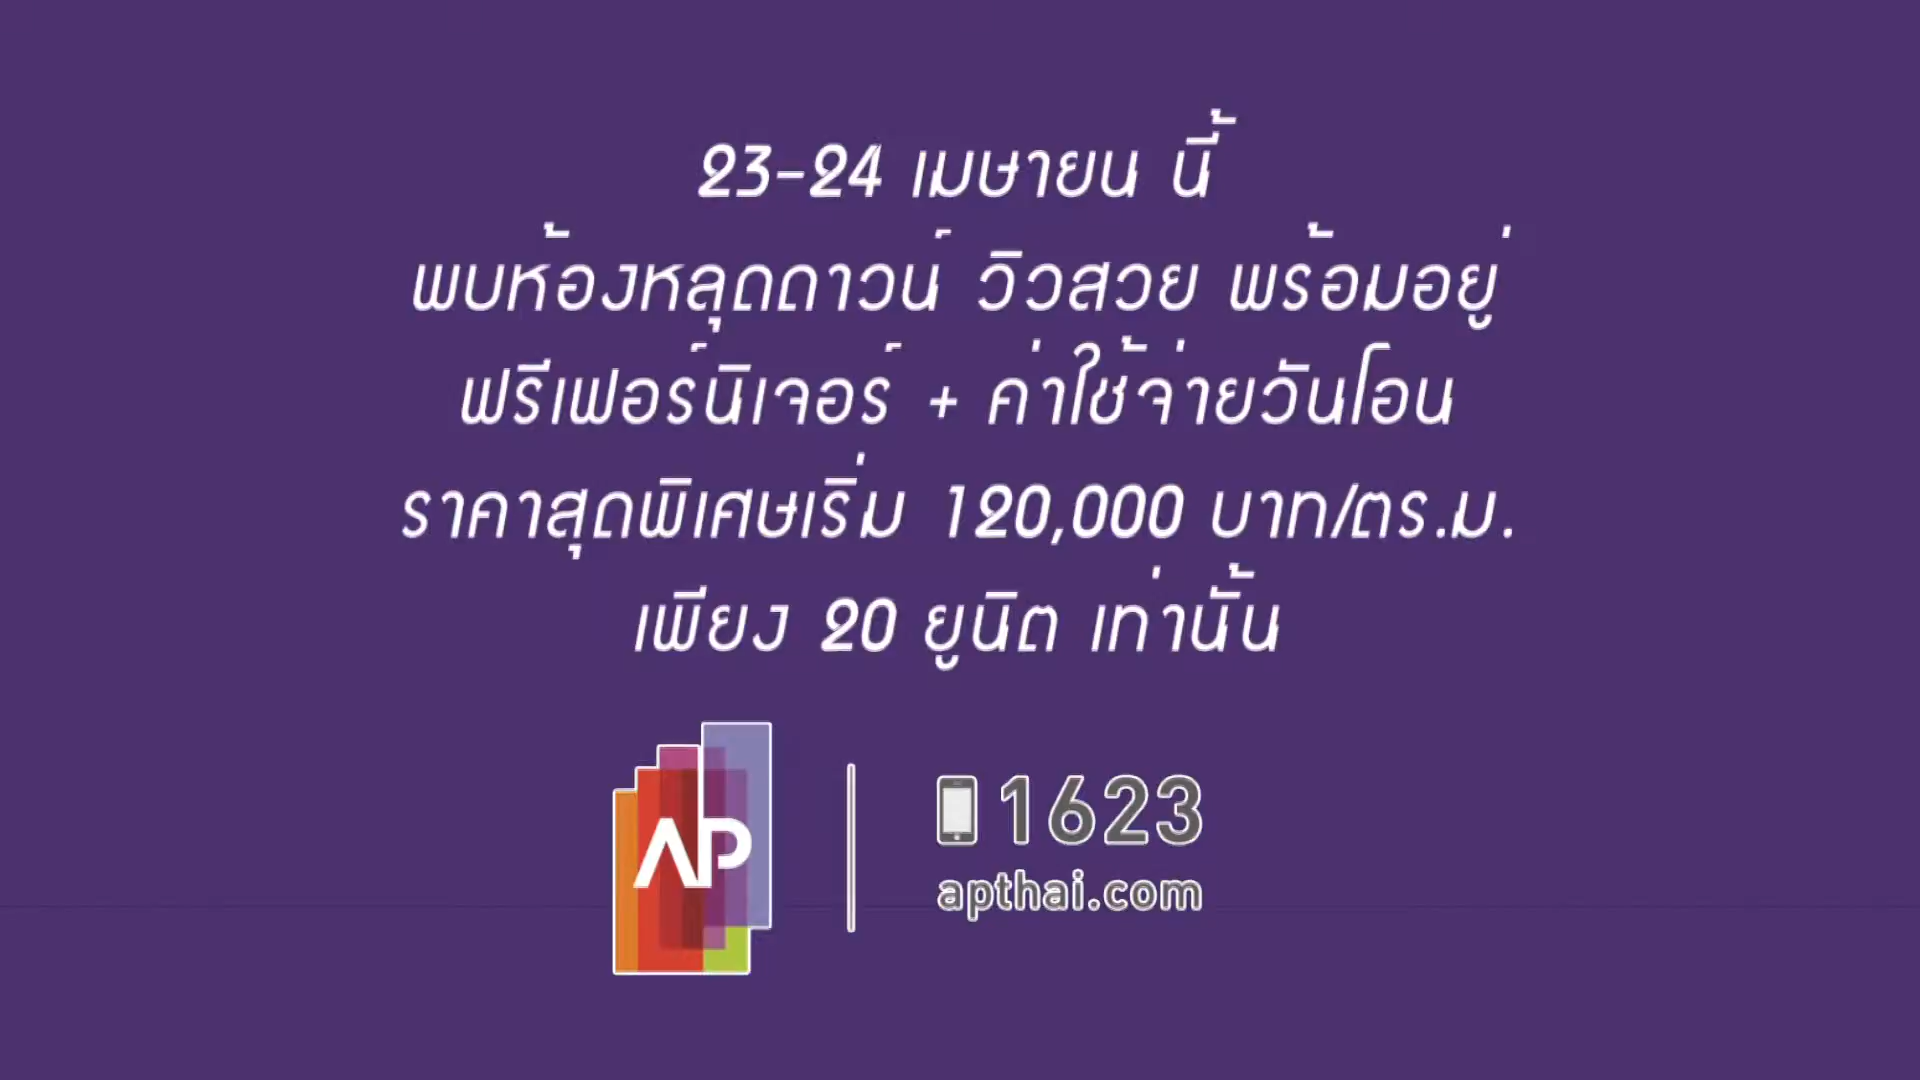 23-24 เมษายน นี้
พบห้องหลุดดาวน์ วิวสวย พร้อมอยู่
ฟรีเฟอร์นิเจอร์ + ค่าใช้จ่ายวันโอน
ราคาสุดพิเศษเริ่ม 120,000 บาท/ตร.ม.
เพียง 20 ยูนิต เท่านั้น
AP
1623
apthai.com